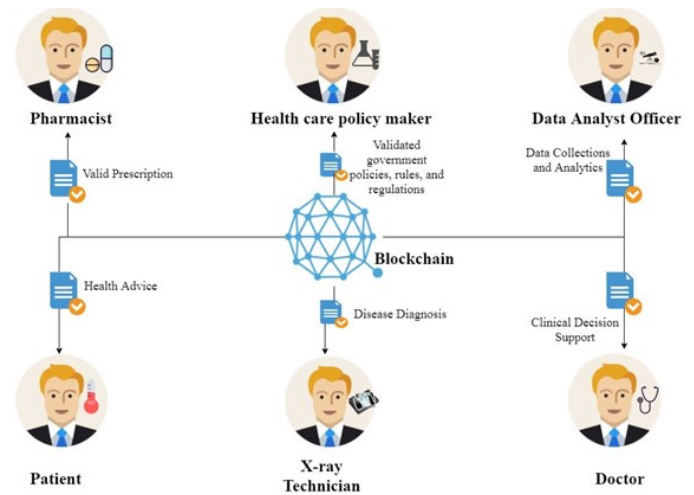 Pharmacist
Health care policy maker
Data Analyst Officer
Valid Prescription
Validated
government
policies, rules, and
regulations
Data Collections
and Analytics
Blockchain
Health Advice
Disease Diagnosis
Clinical Decision
Support
Patient
X-ray
Technician
Doctor